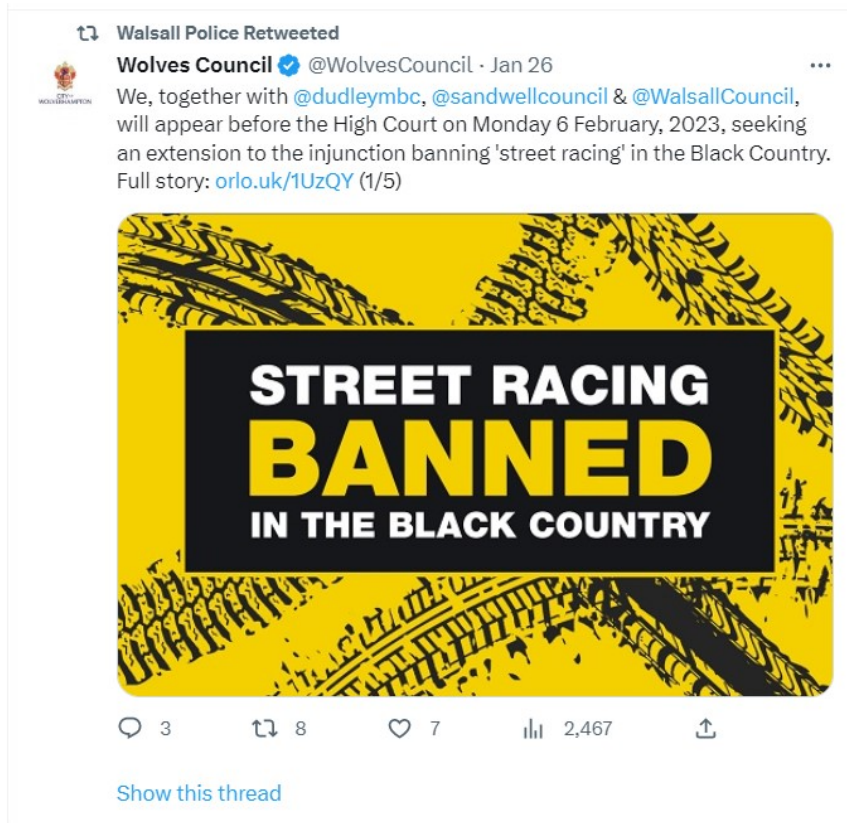 Walsall Police Retweeted
Wolves Council @WolvesCouncil · Jan 26
CITY OF
WOLVERHAMPTON
We, together with @dudleymbc, @sandwellcouncil & @WalsallCouncil,
will appear before the High Court on Monday 6 February, 2023, seeking
an extension to the injunction banning 'street racing' in the Black Country.
Full story: orlo.uk/1UzQY (1/5)
STREET RACING
BANNED
IN THE BLACK COUNTRY
3 8 7 2,467
Show this thread